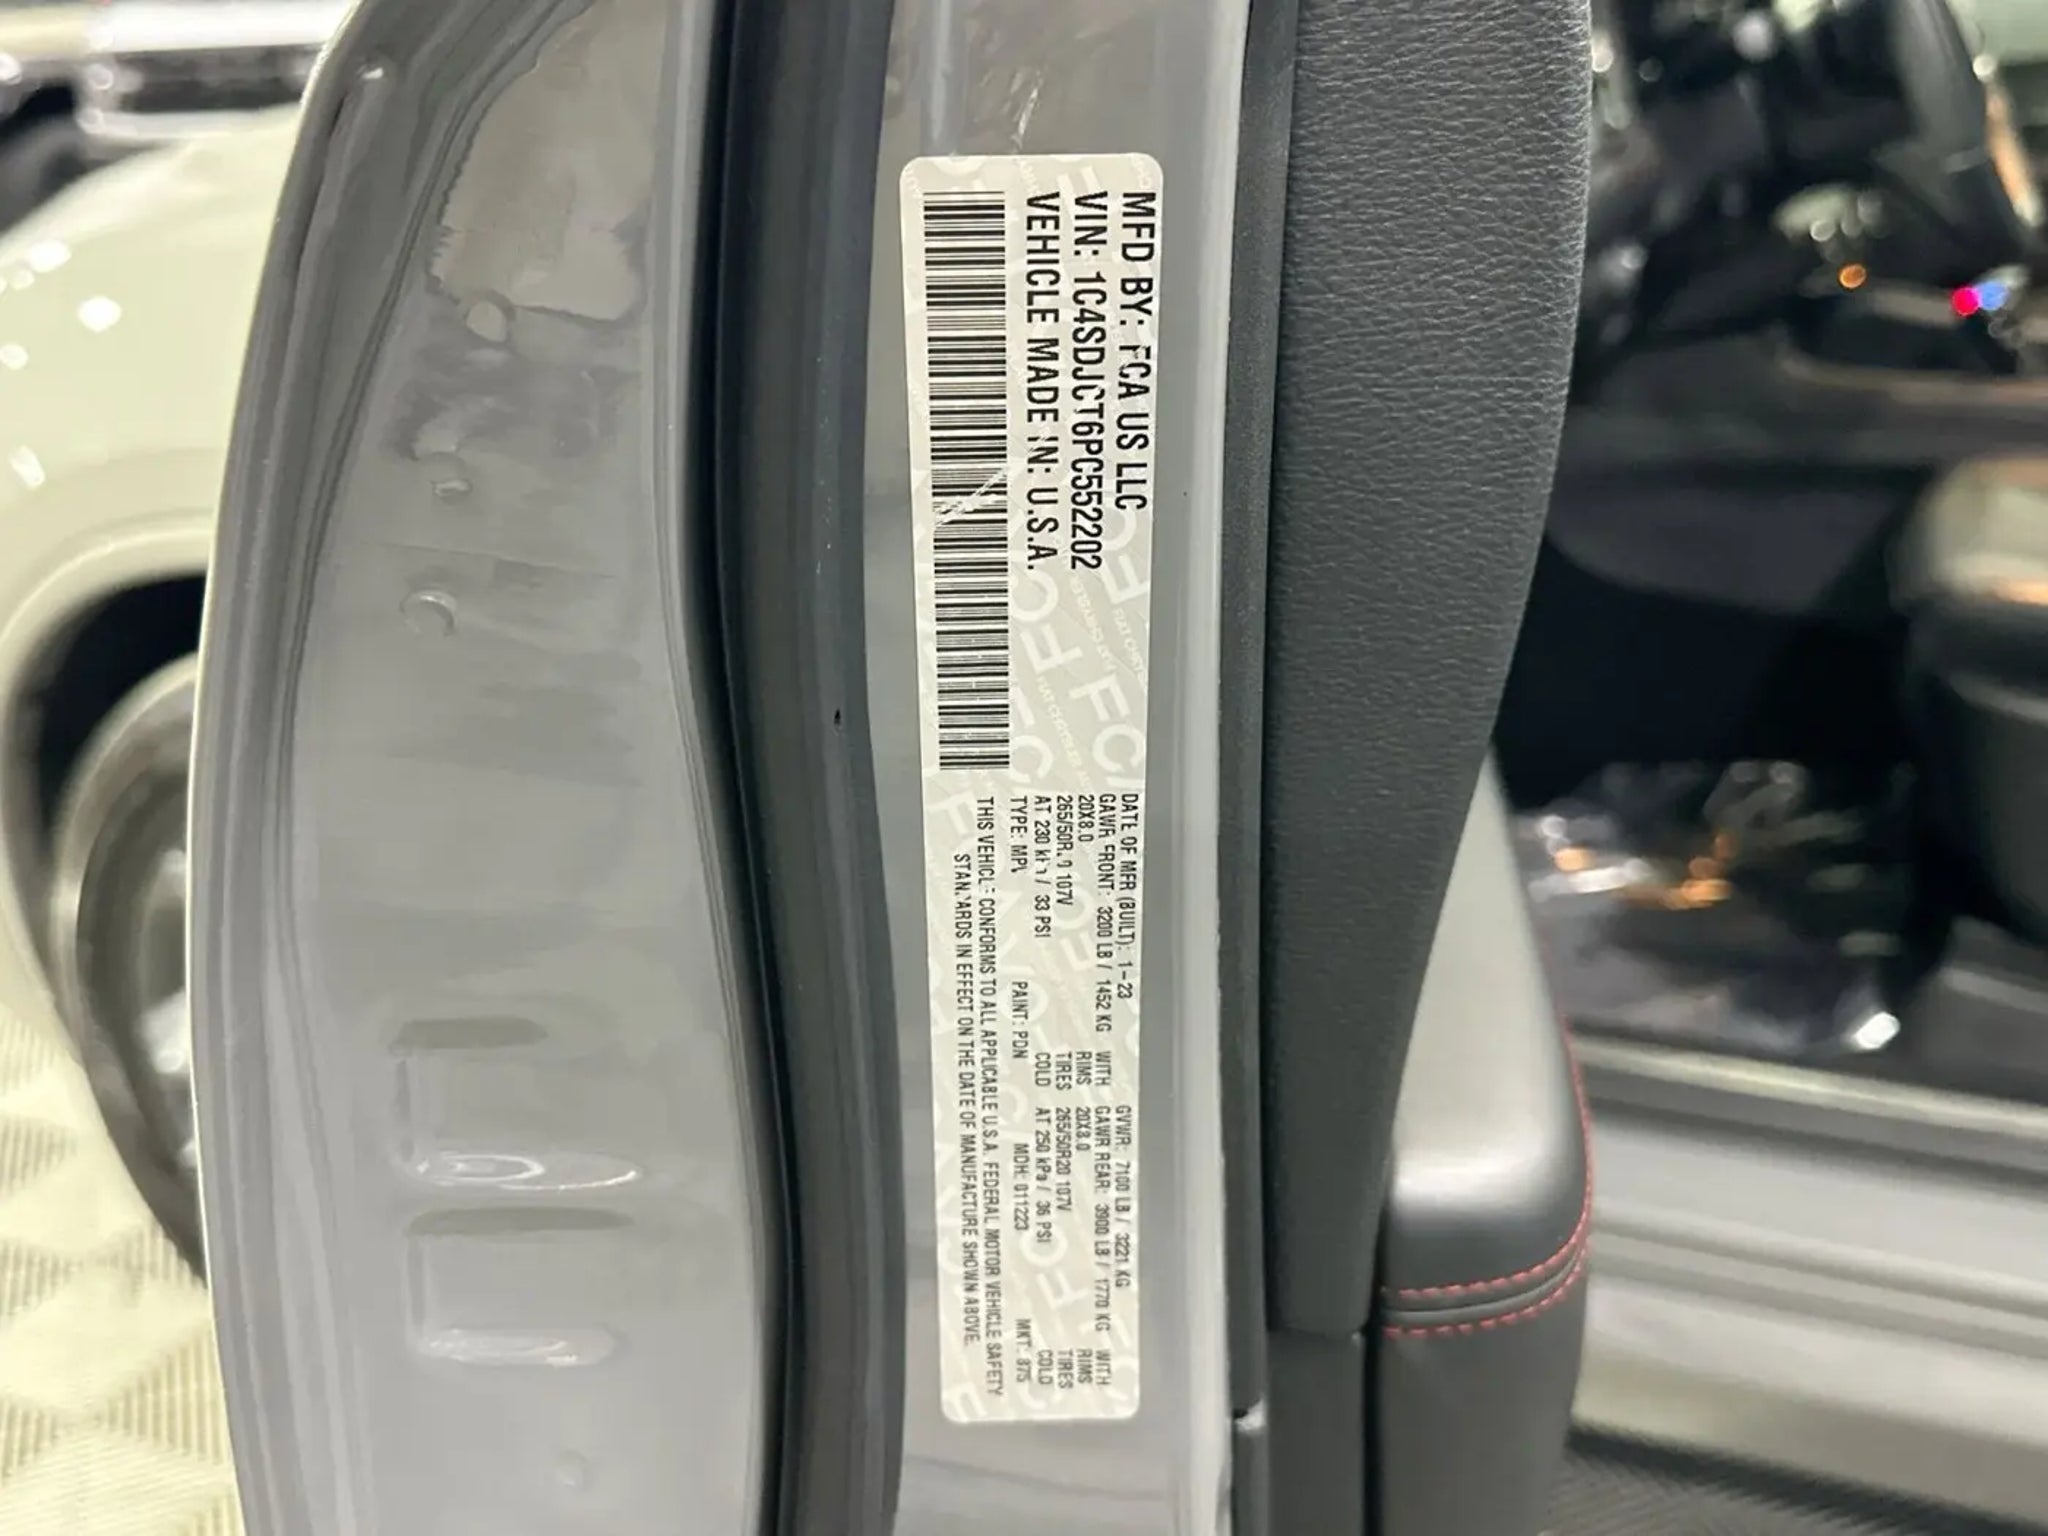 MFD BY: FCA US LLC
VIN: 1C4SDJCT6PC552202
VEHICLE MADE IN: U.S.A.
DATE OF MFR (BUILT): 1-23 GVWR: 7100 LB / 3221 KG
GAWR FRONT: 3200 LB / 1452 KG WITH GAWR REAR: 3900 LB / 1770 KG WITH
20X8.0 RIMS 20X8.0 RIMS
265/50R20 107V TIRES 265/50R20 107V TIRES
AT 230 kPa / 33 PSI COLD AT 250 kPa / 36 PSI COLD
TYPE: MPV PAINT: PDN MDH: 011223 MKT: 875
THIS VEHICLE CONFORMS TO ALL APPLICABLE U.S.A. FEDERAL MOTOR VEHICLE SAFETY
STANDARDS IN EFFECT ON THE DATE OF MANUFACTURE SHOWN ABOVE.